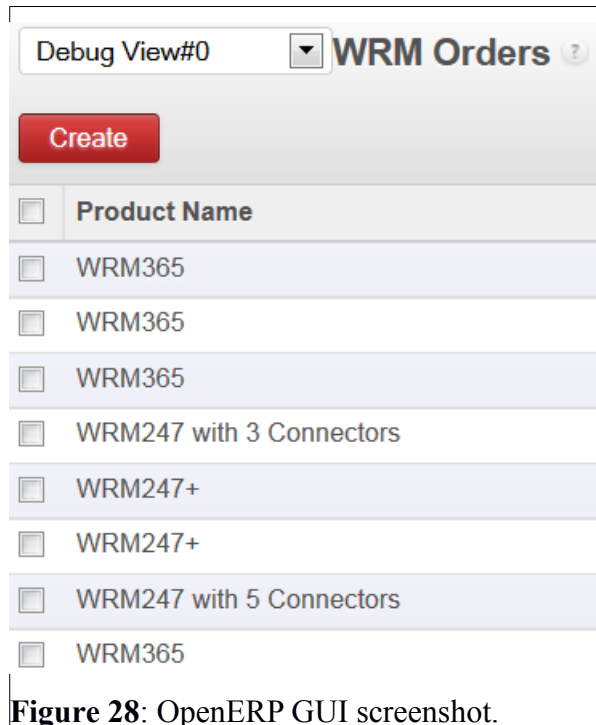 Debug View#0 WRM Orders ?
Create
Product Name
WRM365
WRM365
WRM365
WRM247 with 3 Connectors
WRM247+
WRM247+
WRM247 with 5 Connectors
WRM365
Figure 28: OpenERP GUI screenshot.